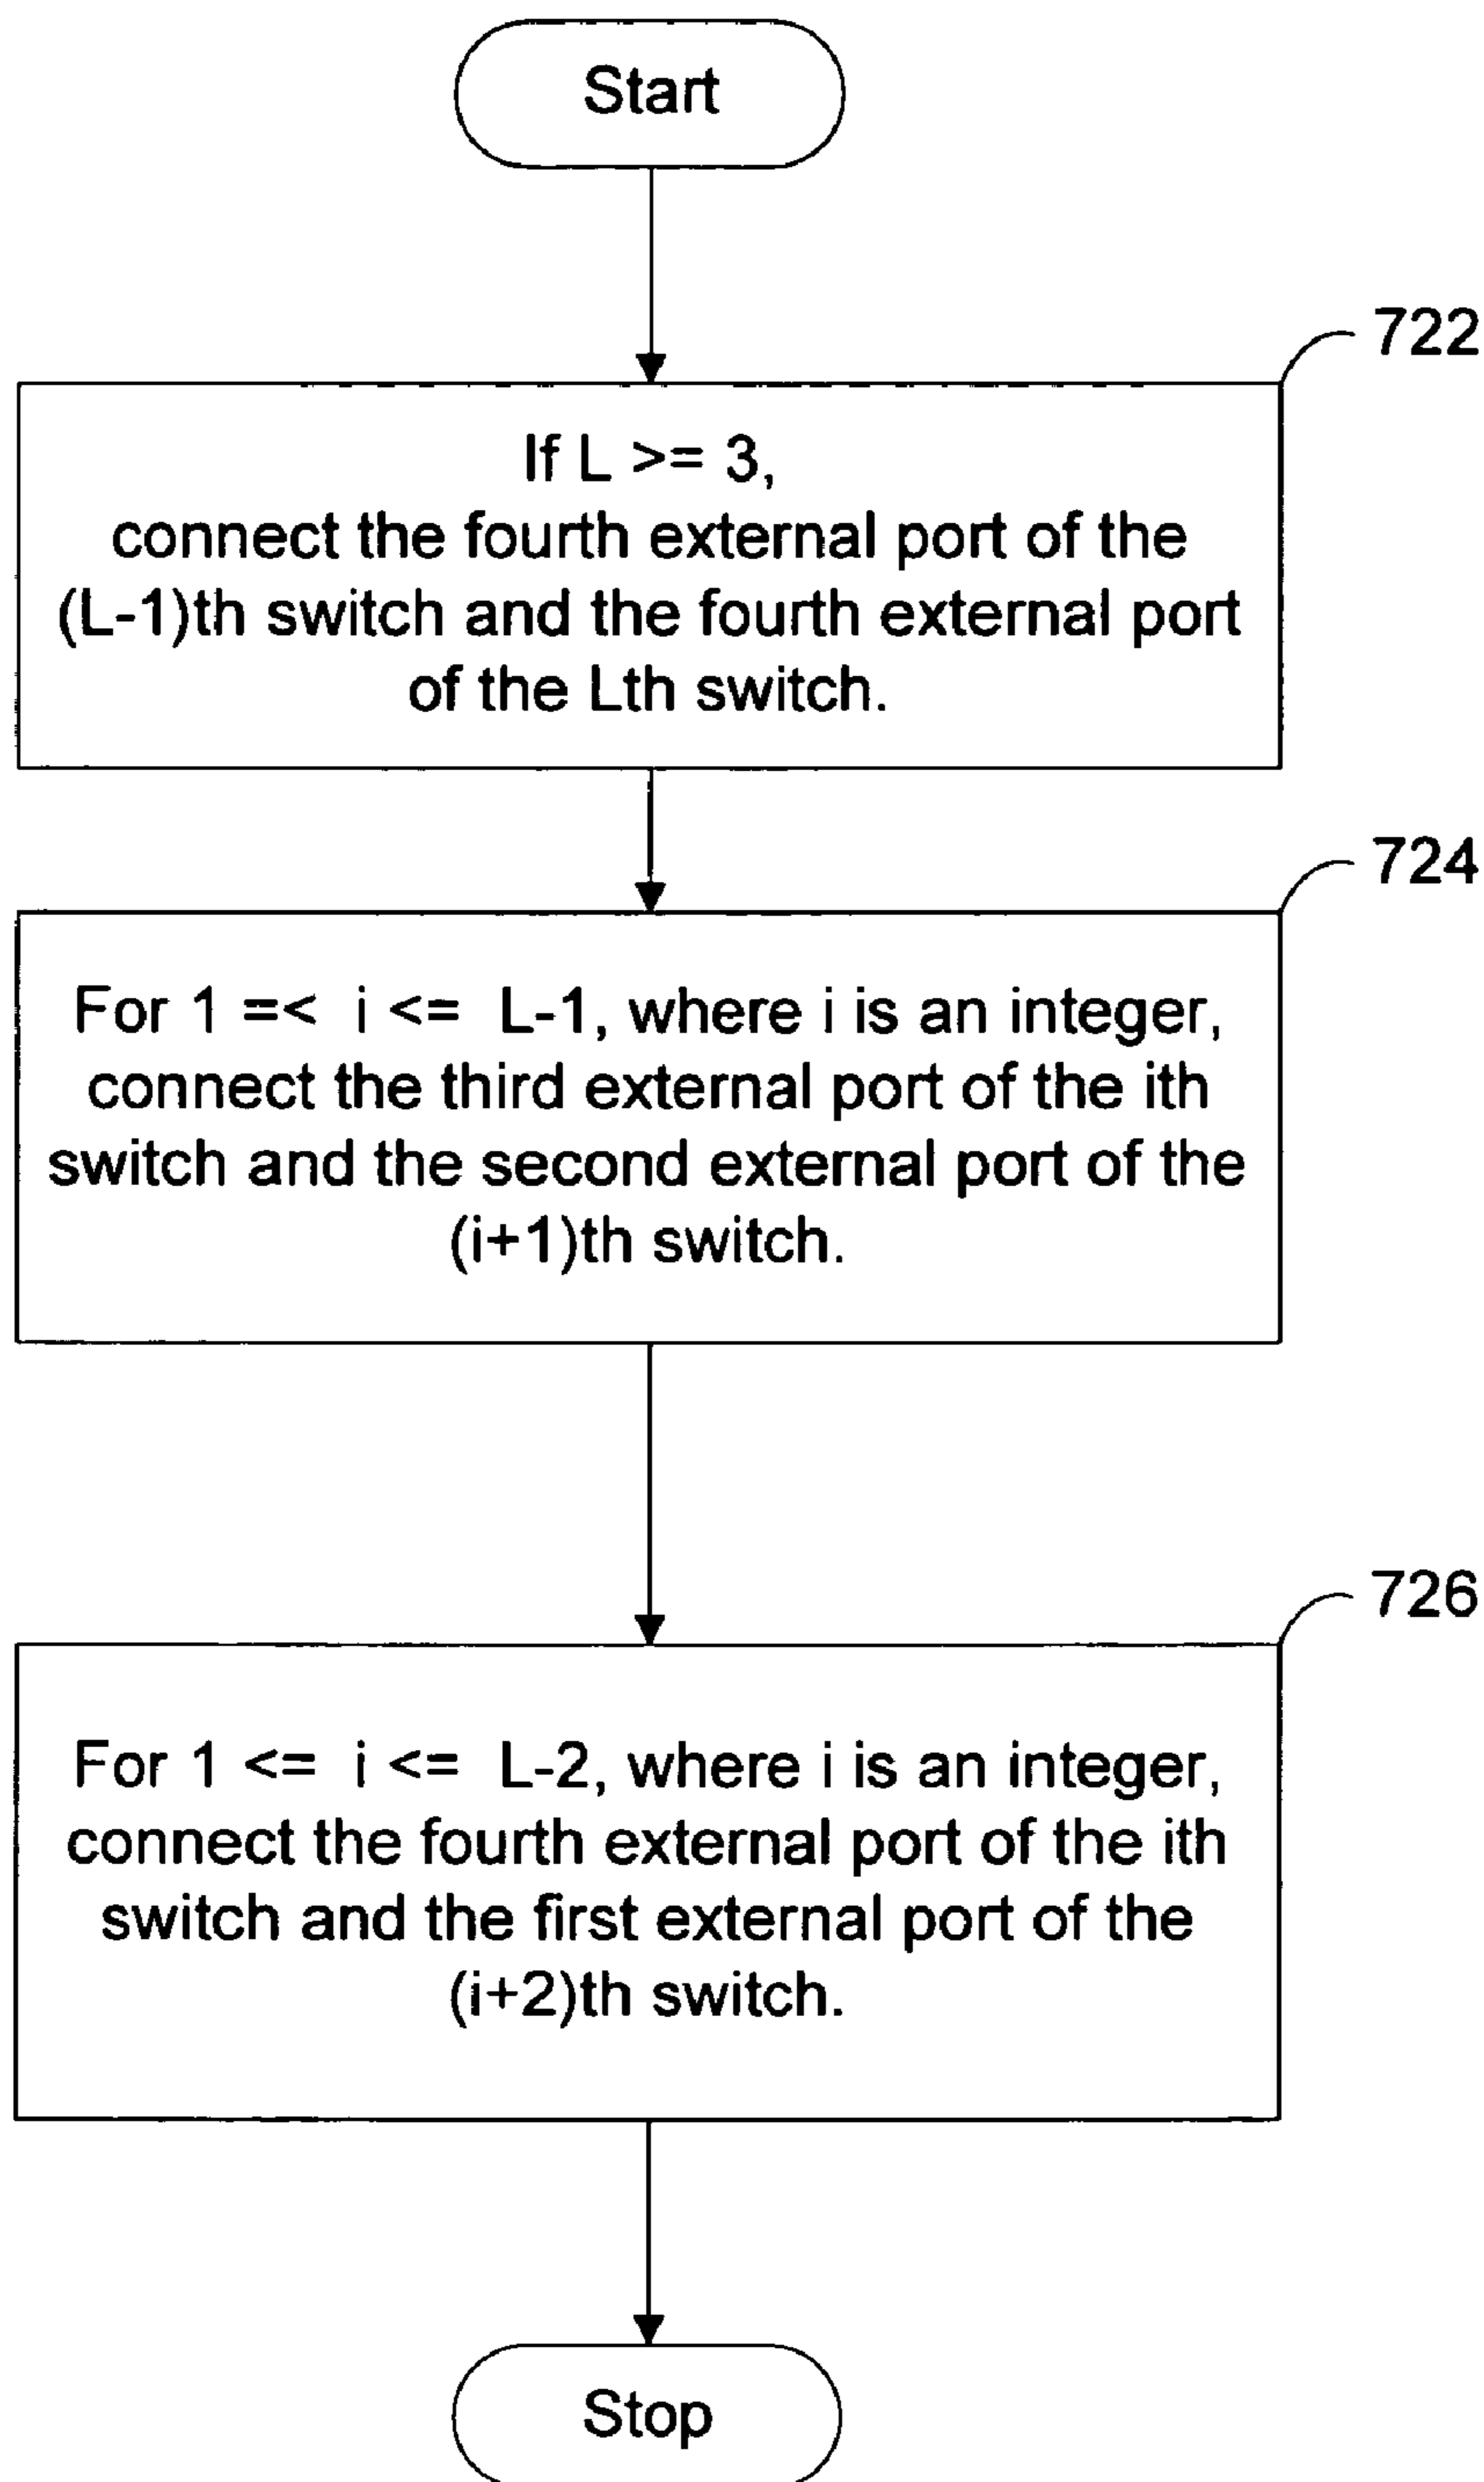 Start
722
If L >= 3,
connect the fourth external port of the
(L-1)th switch and the fourth external port
of the Lth switch.
724
For 1 =< i <= L-1, where i is an integer,
connect the third external port of the ith
switch and the second external port of the
(i+1)th switch.
726
For 1 <= i <= L-2, where i is an integer,
connect the fourth external port of the ith
switch and the first external port of the
(i+2)th switch.
Stop